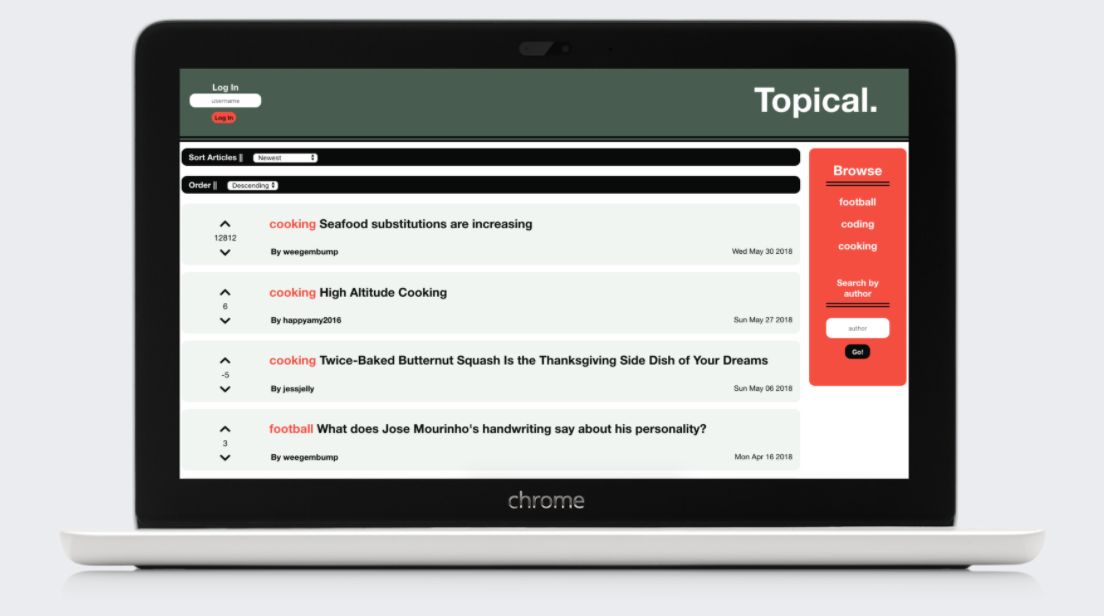 Log In
username
Log In
Topical.
Sort Articles || Newest
Order || Descending
12812
cooking Seafood substitutions are increasing
By weegembump
Wed May 30 2018
6
cooking High Altitude Cooking
By happyamy2016
Sun May 27 2018
-5
cooking Twice-Baked Butternut Squash Is the Thanksgiving Side Dish of Your Dreams
By jessjelly
Sun May 06 2018
3
football What does Jose Mourinho's handwriting say about his personality?
By weegembump
Mon Apr 16 2018
Browse
football
coding
cooking
Search by
author
author
Go!
chrome